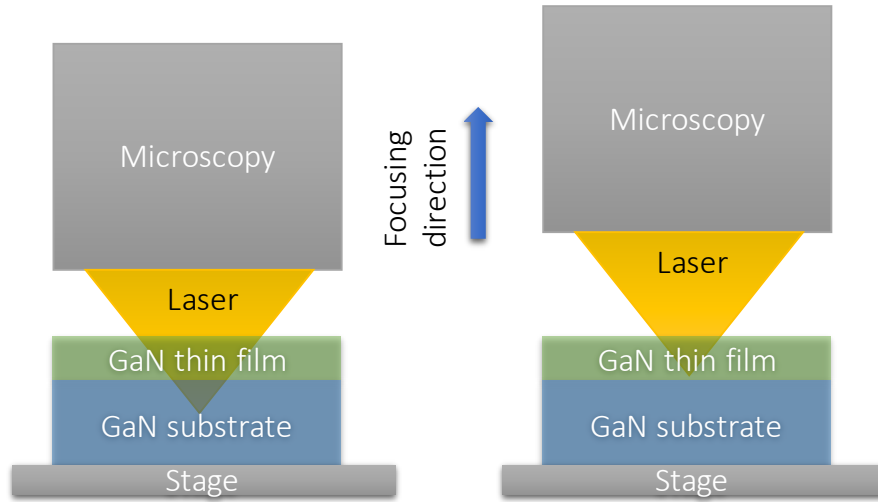 Microscopy
Laser
GaN thin film
GaN substrate
Stage
Focusing
direction
Microscopy
Laser
GaN thin film
GaN substrate
Stage